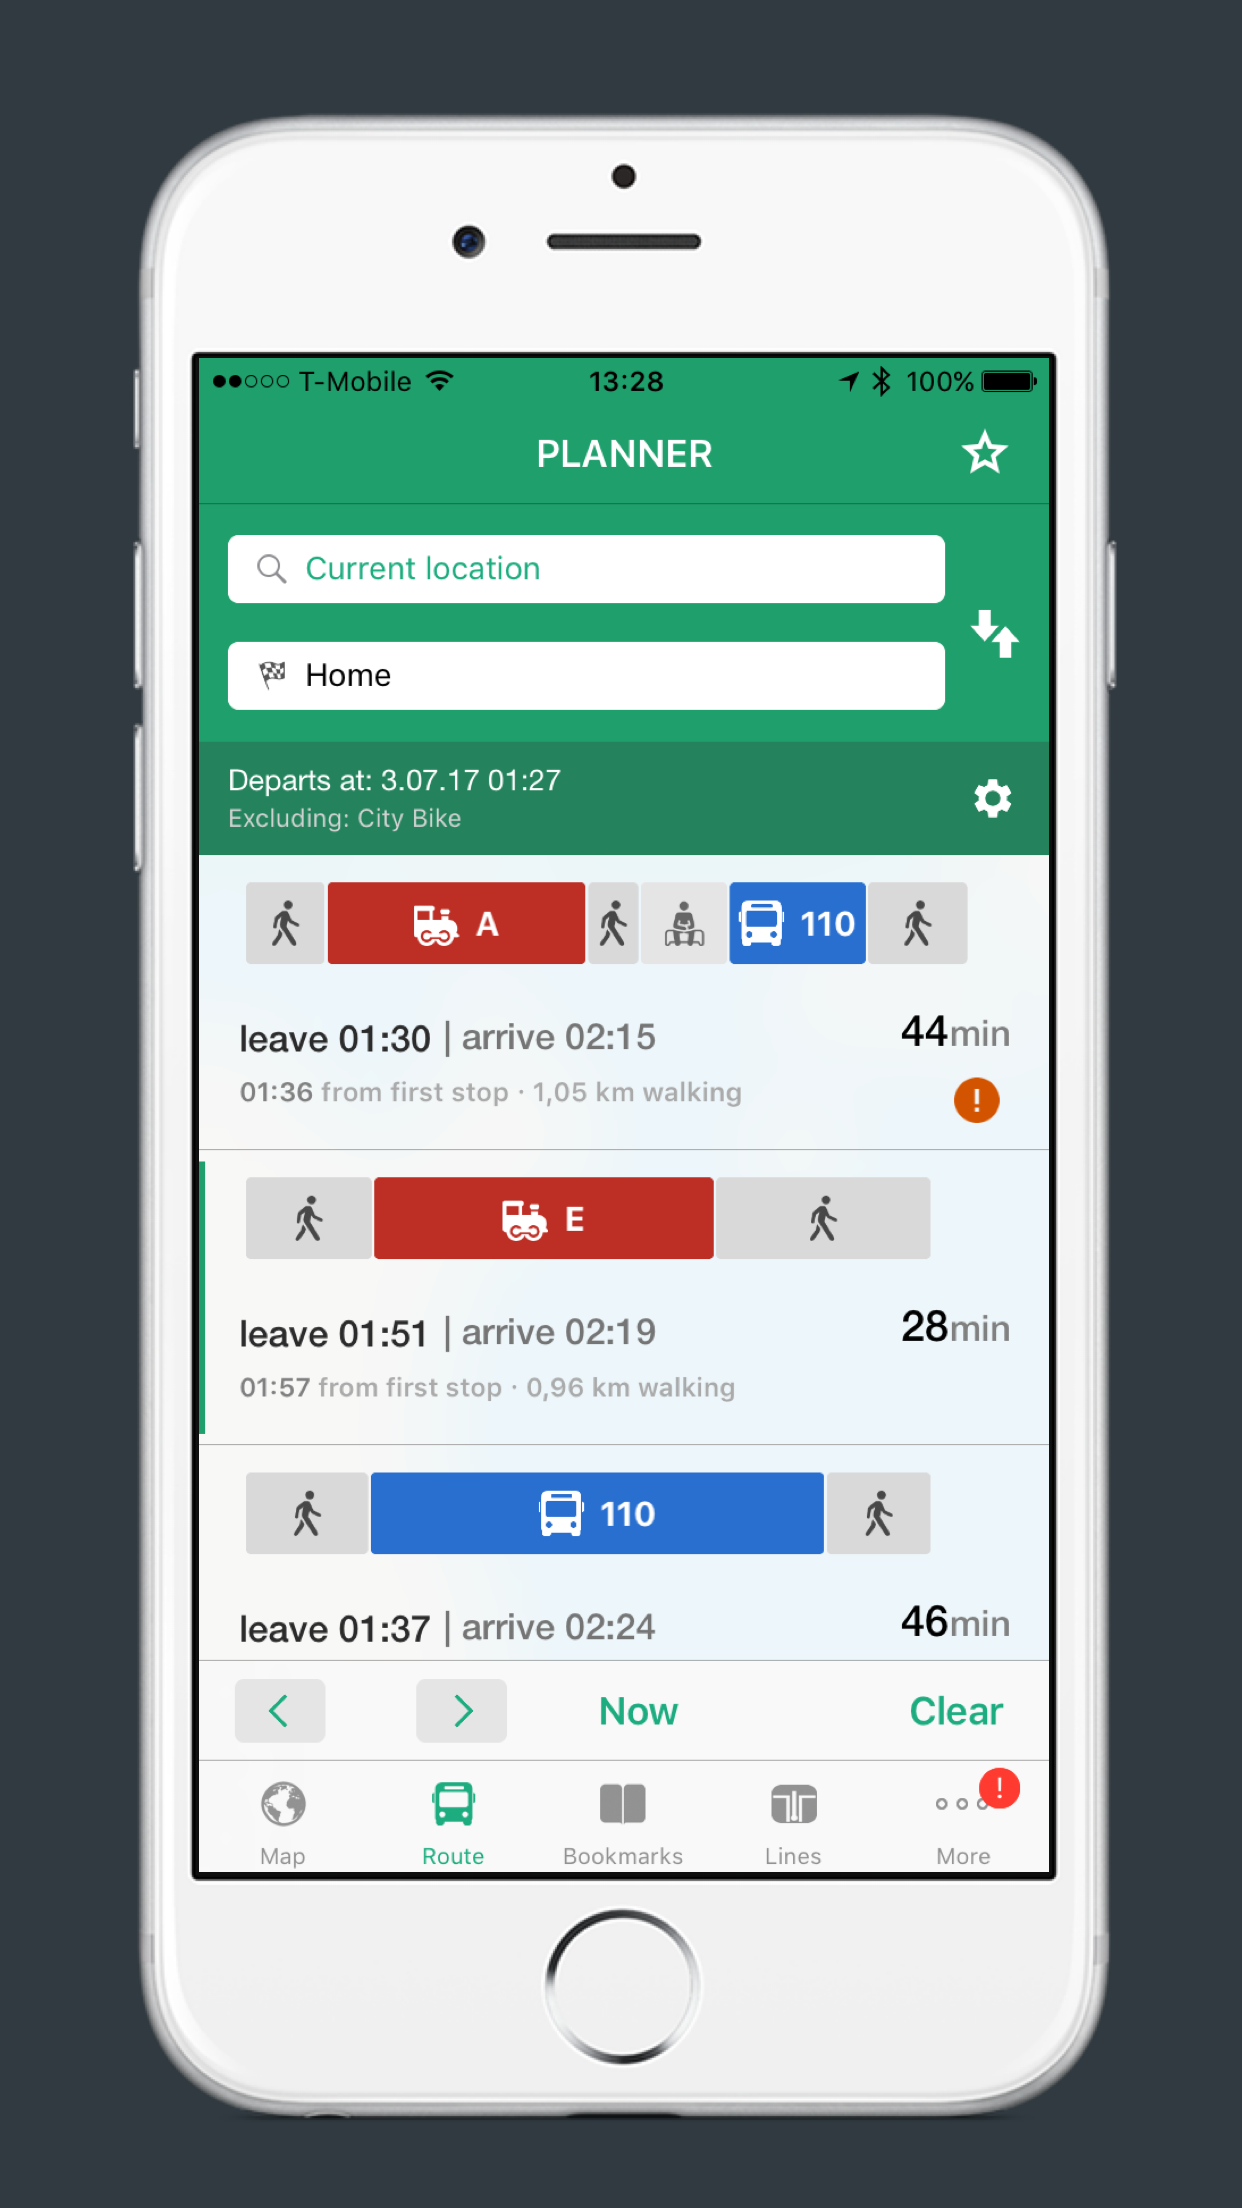 T-Mobile 13:28 100%
PLANNER
Current location
Home
Departs at: 3.07.17 01:27
Excluding: City Bike
A 110
leave 01:30 | arrive 02:15 44min
01:36 from first stop · 1,05 km walking
!
E
leave 01:51 | arrive 02:19 28min
01:57 from first stop · 0,96 km walking
110
leave 01:37 | arrive 02:24 46min
Now Clear
!
Map Route Bookmarks Lines More